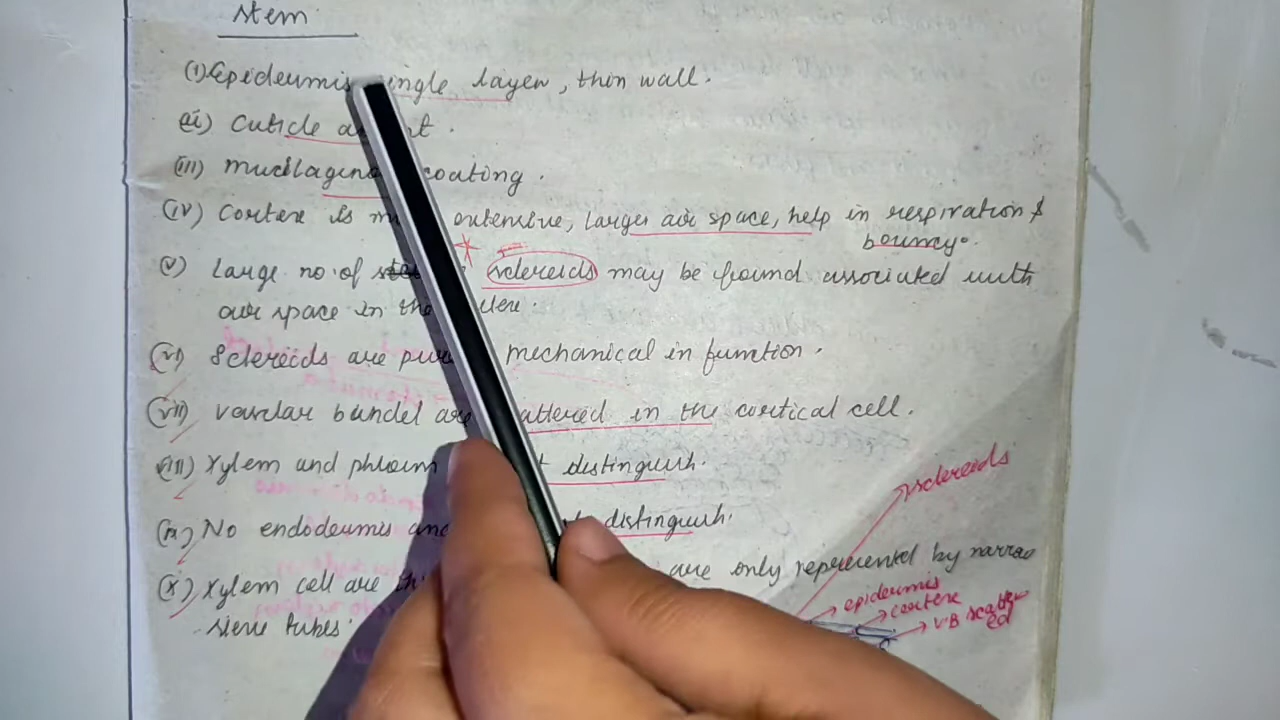 stem
(i) Epidermis single layer, thin wall.
(ii) Cuticle
(iii) coating.
(iv) Cortex is extensive, larger air space, help in respiration &
bouncy.
(v) Large no. of sclereids may be found associated with
air space in the
(vi) Sclereids are mechanical in function.
(vii) vascular bundel are scattered in the cortical cell.
(iii) Xylem and phloem distinguish.
(ix) No endodermis and distinguish.
(x) Xylem cell are are only represented by narrow
sieve tubes.
sclereids
epidermis
cortex
V.B scatter
ed